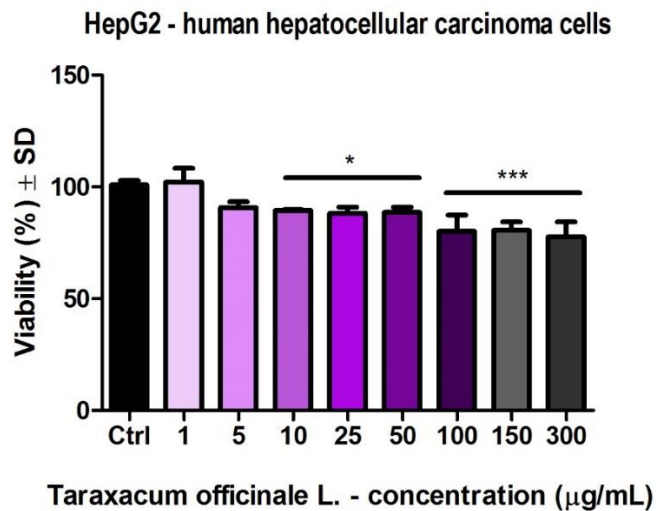 HepG2 - human hepatocellular carcinoma cells
150
100
50
0
Viability (%) ± SD
*
***
Ctrl 1 5 10 25 50 100 150 300
Taraxacum officinale L. - concentration (μg/mL)